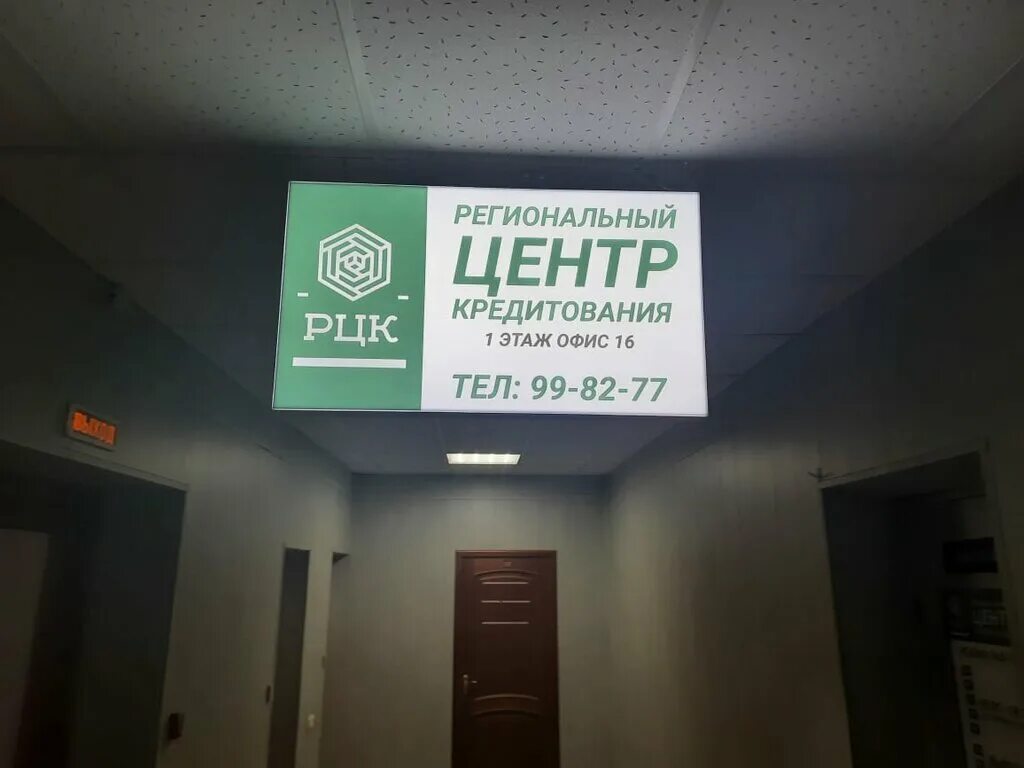 РЦК
РЕГИОНАЛЬНЫЙ
ЦЕНТР
КРЕДИТОВАНИЯ
1 ЭТАЖ ОФИС 16
ТЕЛ: 99-82-77
ВЫХОД